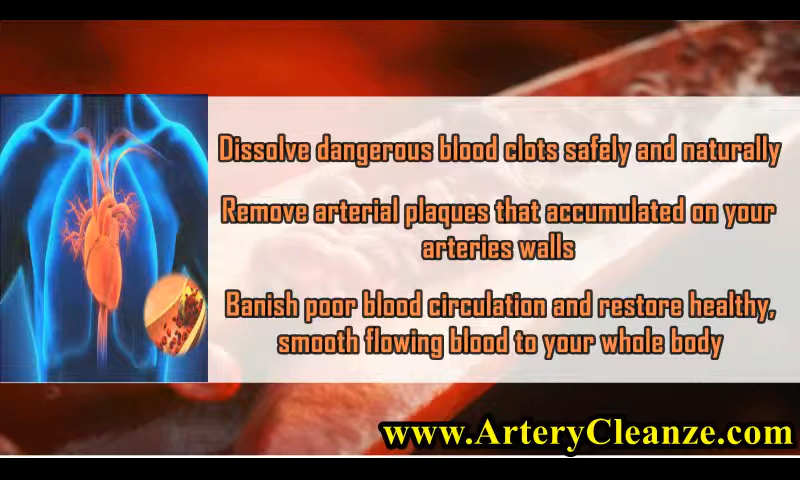 Dissolve dangerous blood clots safely and naturally
Remove arterial plaques that accumulated on your
arteries walls
Banish poor blood circulation and restore healthy,
smooth flowing blood to your whole body
www.ArteryCleanze.com